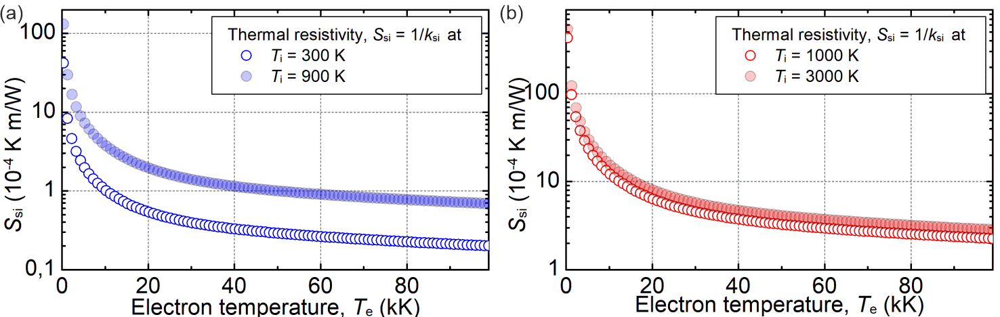 (a)
Thermal resistivity, Ssi = 1/ksi at
Ti = 300 K
Ti = 900 K
100
10
1
0,1
Ssi (10-4 K m/W)
0 20 40 60 80
Electron temperature, Te (kK)
(b)
Thermal resistivity, Ssi = 1/ksi at
Ti = 1000 K
Ti = 3000 K
100
10
1
Ssi (10-4 K m/W)
0 20 40 60 80
Electron temperature, Te (kK)